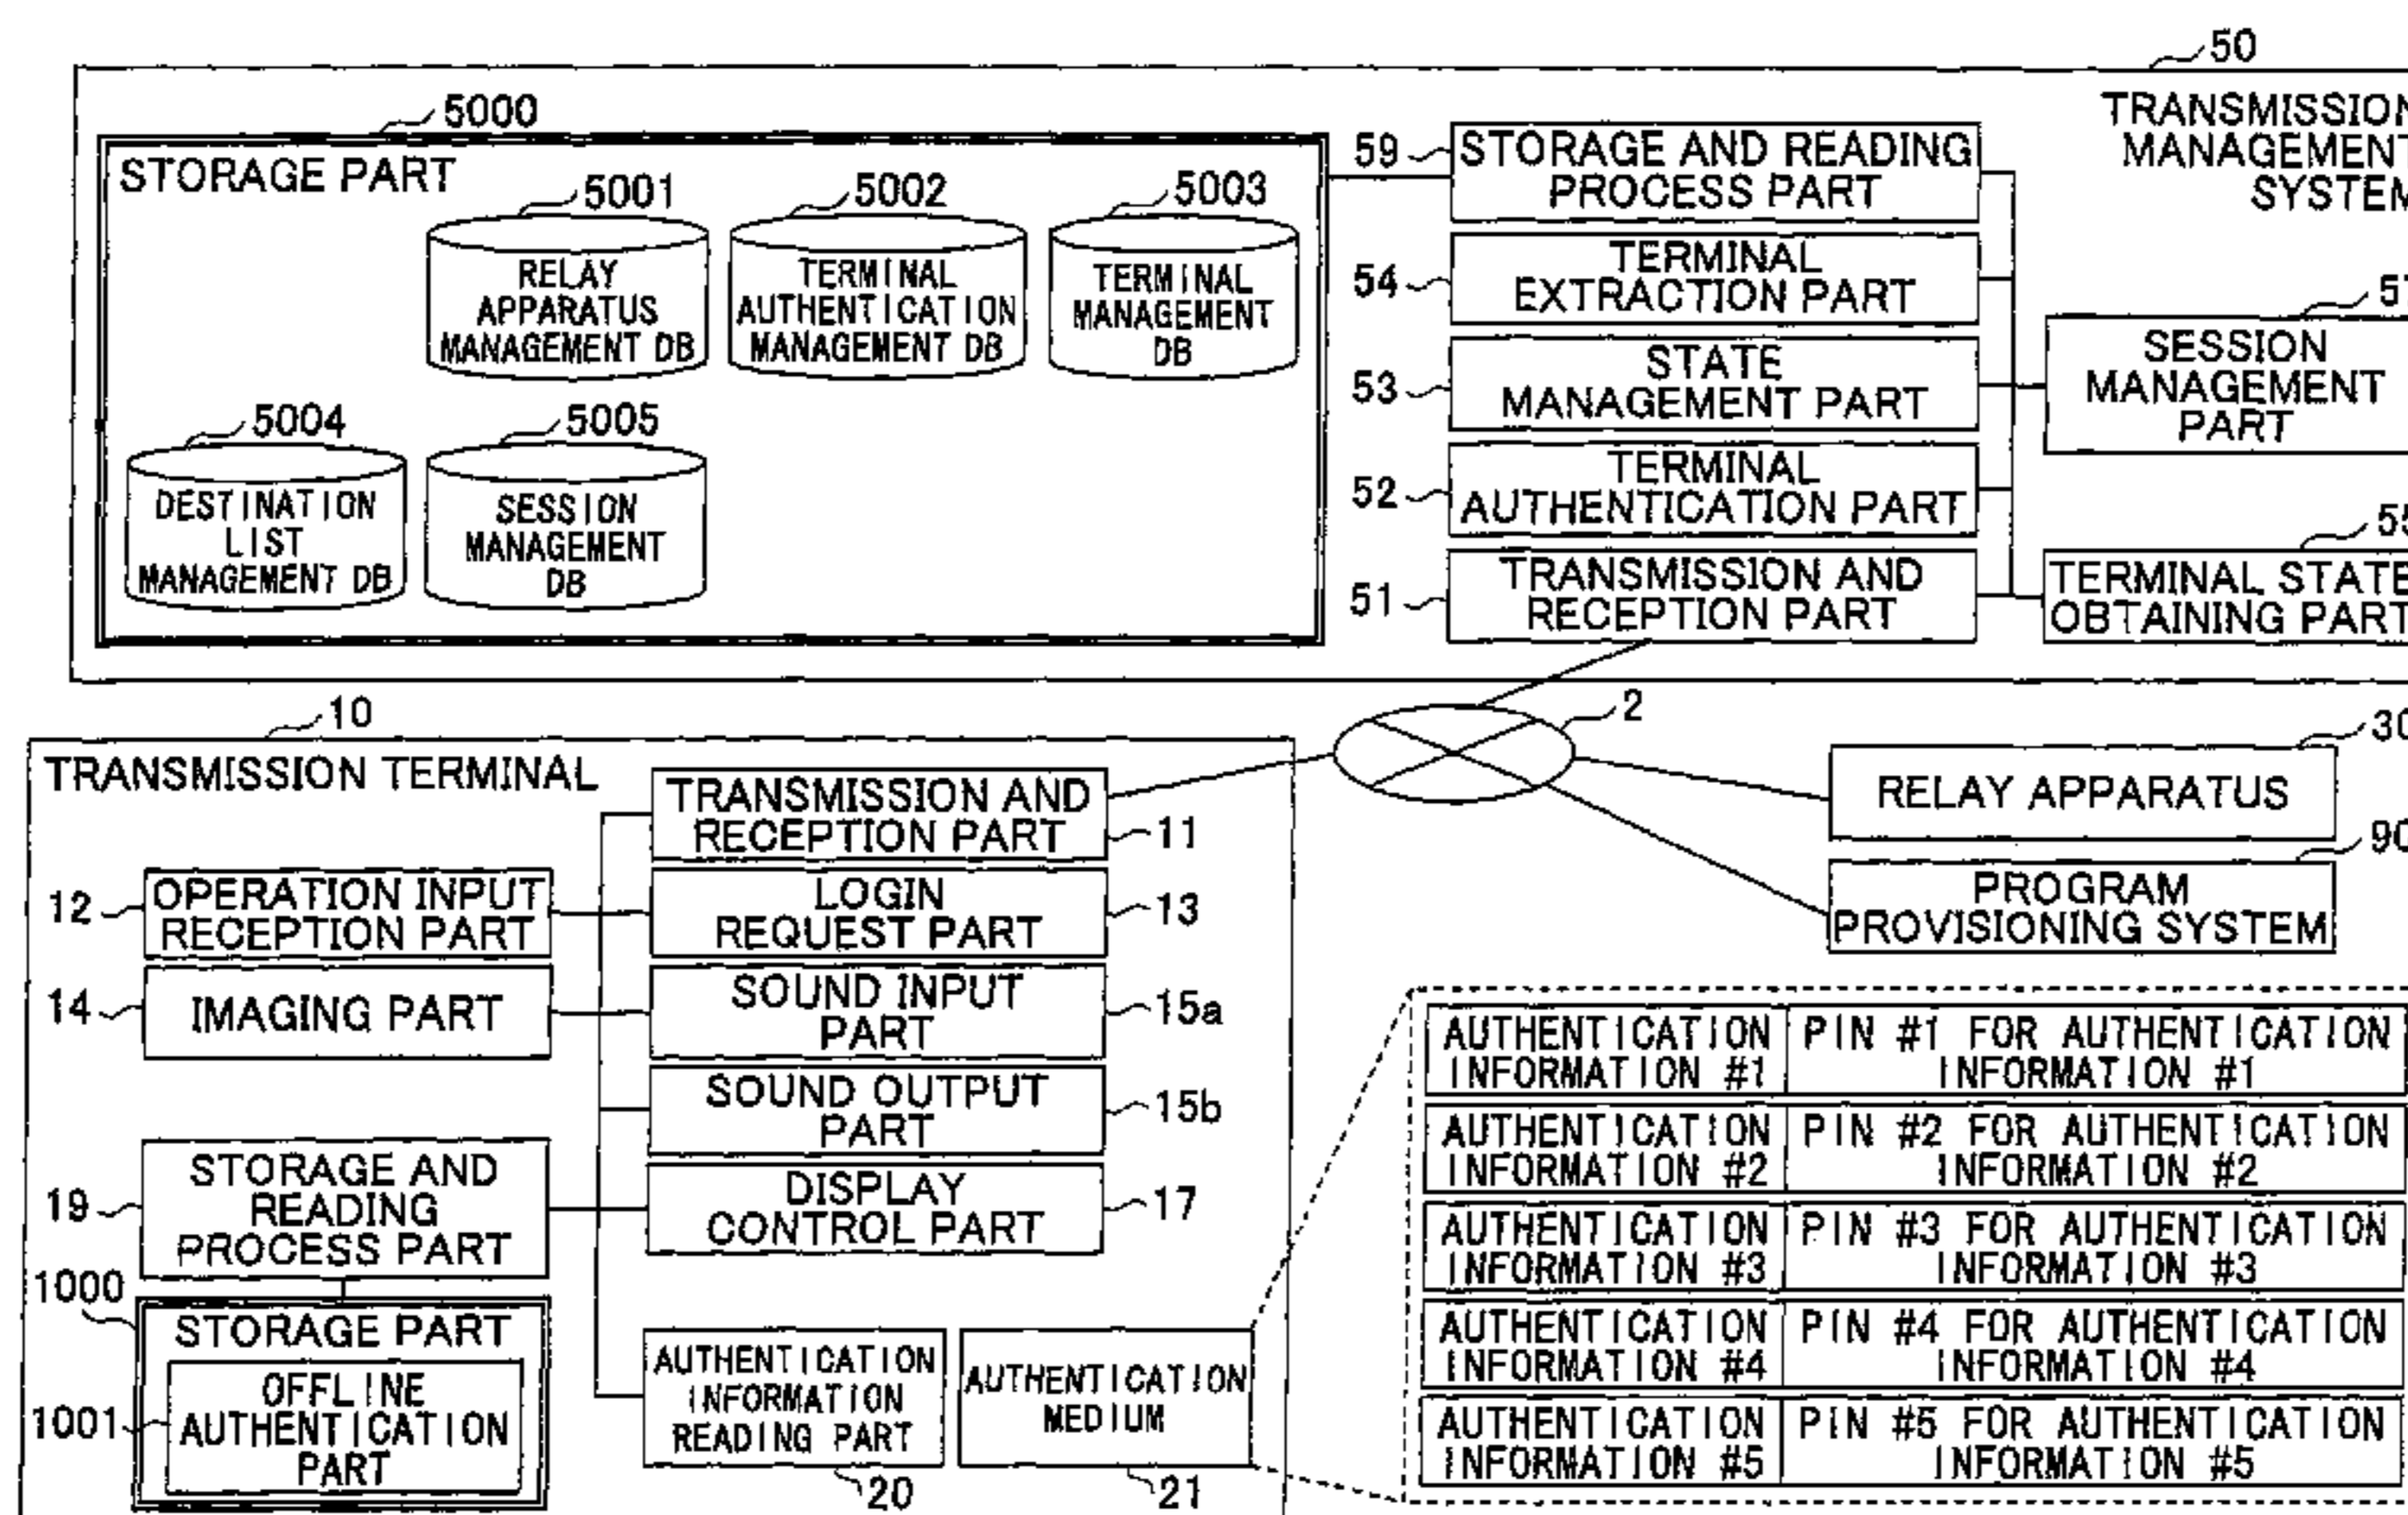 50
TRANSMISSION
MANAGEMENT
SYSTEM
5000
STORAGE PART
5001
RELAY
APPARATUS
MANAGEMENT DB
5002
TERMINAL
AUTHENTICATION
MANAGEMENT DB
5003
TERMINAL
MANAGEMENT
DB
5004
DESTINATION
LIST
MANAGEMENT DB
5005
SESSION
MANAGEMENT
DB
59
STORAGE AND READING
PROCESS PART
54
TERMINAL
EXTRACTION PART
53
STATE
MANAGEMENT PART
52
TERMINAL
AUTHENTICATION PART
51
TRANSMISSION AND
RECEPTION PART
SESSION
MANAGEMENT
PART
55
TERMINAL STATE
OBTAINING PART
2
30
RELAY APPARATUS
90
PROGRAM
PROVISIONING SYSTEM
10
TRANSMISSION TERMINAL
TRANSMISSION AND
RECEPTION PART
11
12
OPERATION INPUT
RECEPTION PART
LOGIN
REQUEST PART
13
14
IMAGING PART
SOUND INPUT
PART
15a
SOUND OUTPUT
PART
15b
19
STORAGE AND
READING
PROCESS PART
DISPLAY
CONTROL PART
17
1000
STORAGE PART
1001
OFFLINE
AUTHENTICATION
PART
AUTHENTICATION
INFORMATION
READING PART
20
AUTHENTICATION
MEDIUM
21
AUTHENTICATION
INFORMATION #1
PIN #1 FOR AUTHENTICATION
INFORMATION #1
AUTHENTICATION
INFORMATION #2
PIN #2 FOR AUTHENTICATION
INFORMATION #2
AUTHENTICATION
INFORMATION #3
PIN #3 FOR AUTHENTICATION
INFORMATION #3
AUTHENTICATION
INFORMATION #4
PIN #4 FOR AUTHENTICATION
INFORMATION #4
AUTHENTICATION
INFORMATION #5
PIN #5 FOR AUTHENTICATION
INFORMATION #5